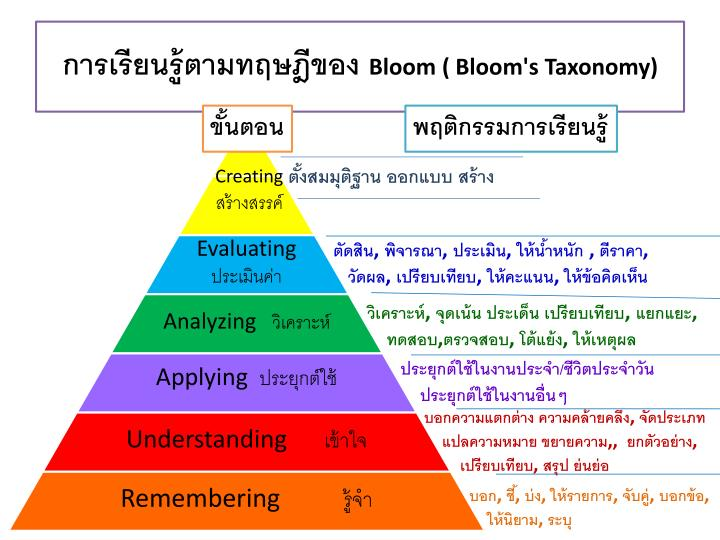 การเรียนรู้ตามทฤษฎีของ Bloom ( Bloom's Taxonomy)
ขั้นตอน
พฤติกรรมการเรียนรู้
Creating ตั้งสมมุติฐาน ออกแบบ สร้าง
สร้างสรรค์
Evaluating
ประเมินค่า
ตัดสิน, พิจารณา, ประเมิน, ให้น้ำหนัก , ตีราคา,
วัดผล, เปรียบเทียบ, ให้คะแนน, ให้ข้อคิดเห็น
Analyzing วิเคราะห์
วิเคราะห์, จุดเน้น ประเด็น เปรียบเทียบ, แยกแยะ,
ทดสอบ,ตรวจสอบ, โต้แย้ง, ให้เหตุผล
Applying ประยุกต์ใช้
ประยุกต์ใช้ในงานประจำ/ชีวิตประจำวัน
ประยุกต์ใช้ในงานอื่นๆ
Understanding เข้าใจ
บอกความแตกต่าง ความคล้ายคลึง, จัดประเภท
แปลความหมาย ขยายความ,, ยกตัวอย่าง,
เปรียบเทียบ, สรุป ย่นย่อ
Remembering รู้จำ
บอก, ชี้, บ่ง, ให้รายการ, จับคู่, บอกข้อ,
ให้นิยาม, ระบุ